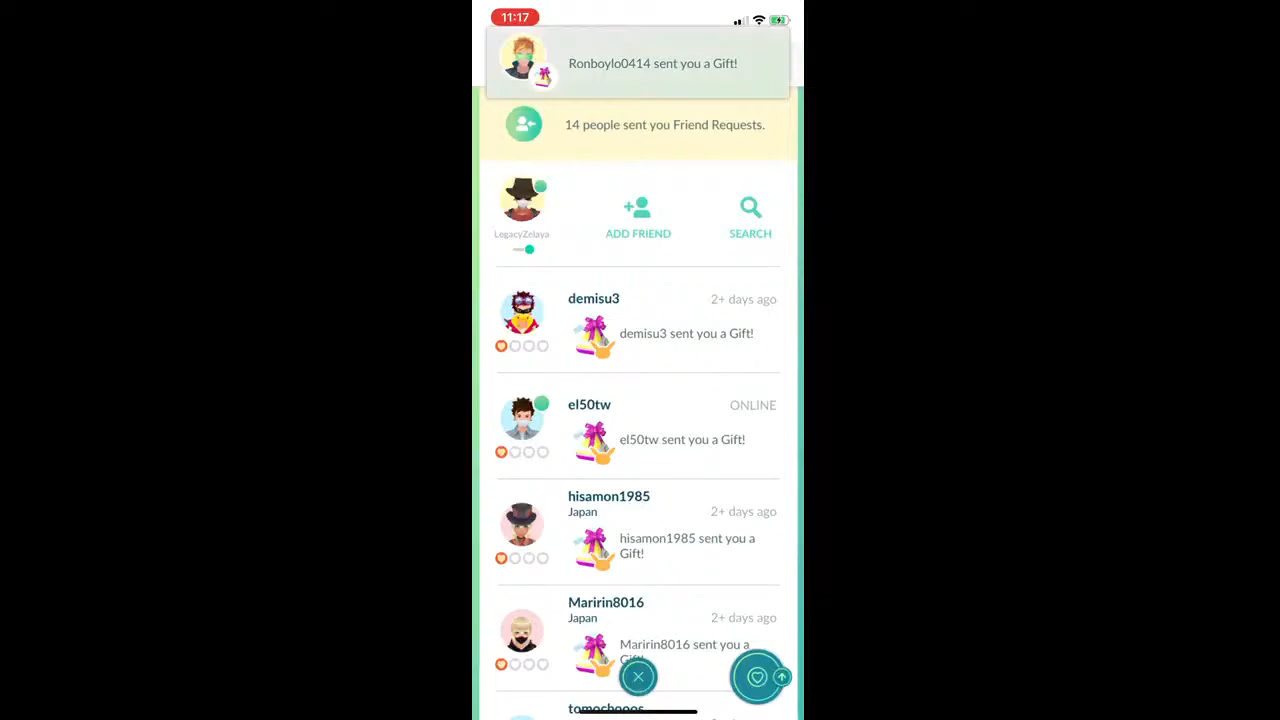 11:17
Ronboylo0414 sent you a Gift!
14 people sent you Friend Requests.
LegacyZelaya
ADD FRIEND
SEARCH
demisu3
2+ days ago
demisu3 sent you a Gift!
el50tw
ONLINE
el50tw sent you a Gift!
hisamon1985
Japan
2+ days ago
hisamon1985 sent you a
Gift!
Maririn8016
Japan
2+ days ago
Maririn8016 sent you a
Gift!